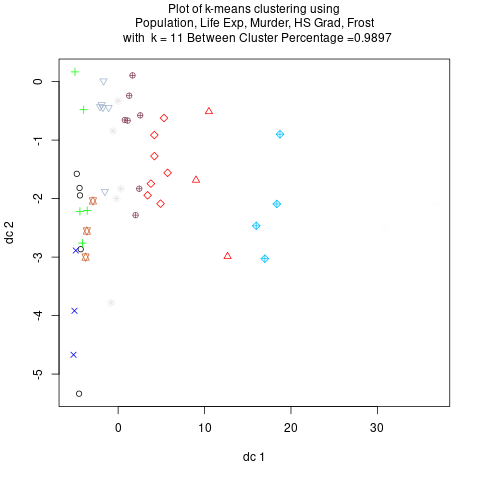 Plot of k-means clustering using
Population, Life Exp, Murder, HS Grad, Frost
with k = 11 Between Cluster Percentage =0.9897
dc 2
0
-1
-2
-3
-4
-5
0
10
20
30
dc 1